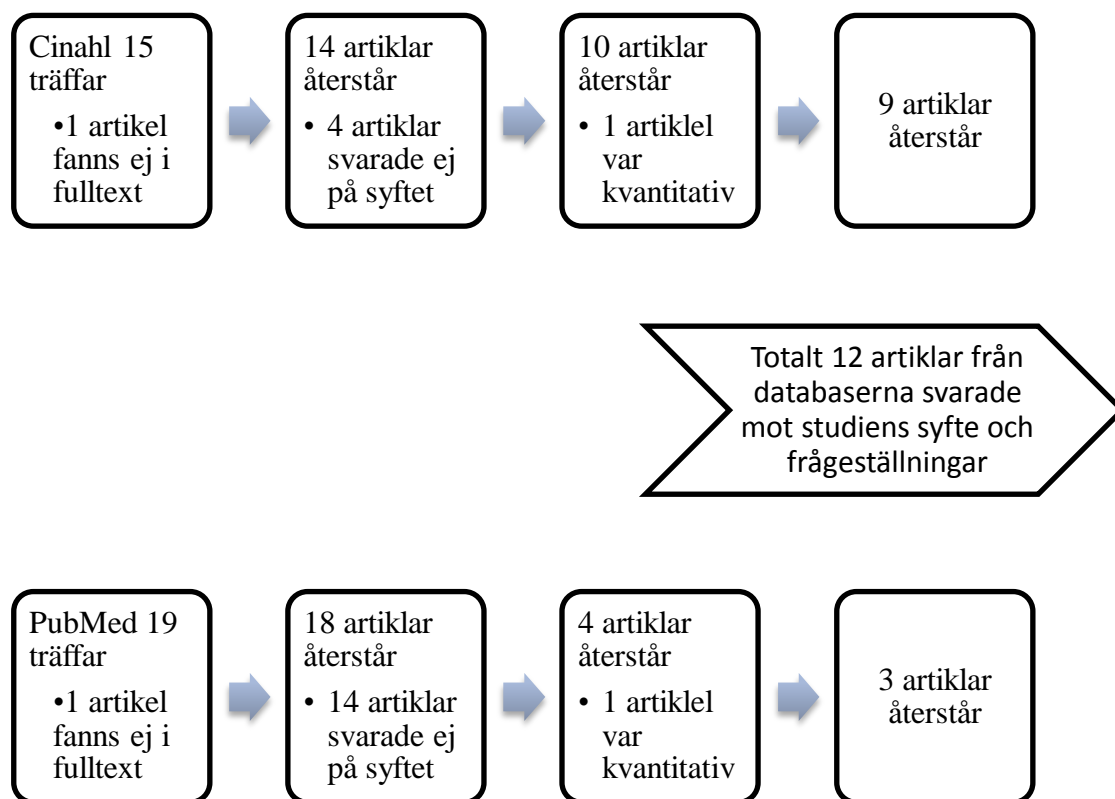 Cinahl 15
träffar
•1 artikel
fanns ej i
fulltext
14 artiklar
återstår
• 4 artiklar
svarade ej
på syftet
10 artiklar
återstår
• 1 artiklel
var
kvantitativ
9 artiklar
återstår
Totalt 12 artiklar från
databaserna svarade
mot studiens syfte och
frågeställningar
PubMed 19
träffar
•1 artikel
fanns ej i
fulltext
18 artiklar
återstår
• 14 artiklar
svarade ej
på syftet
4 artiklar
återstår
• 1 artiklel
var
kvantitativ
3 artiklar
återstår